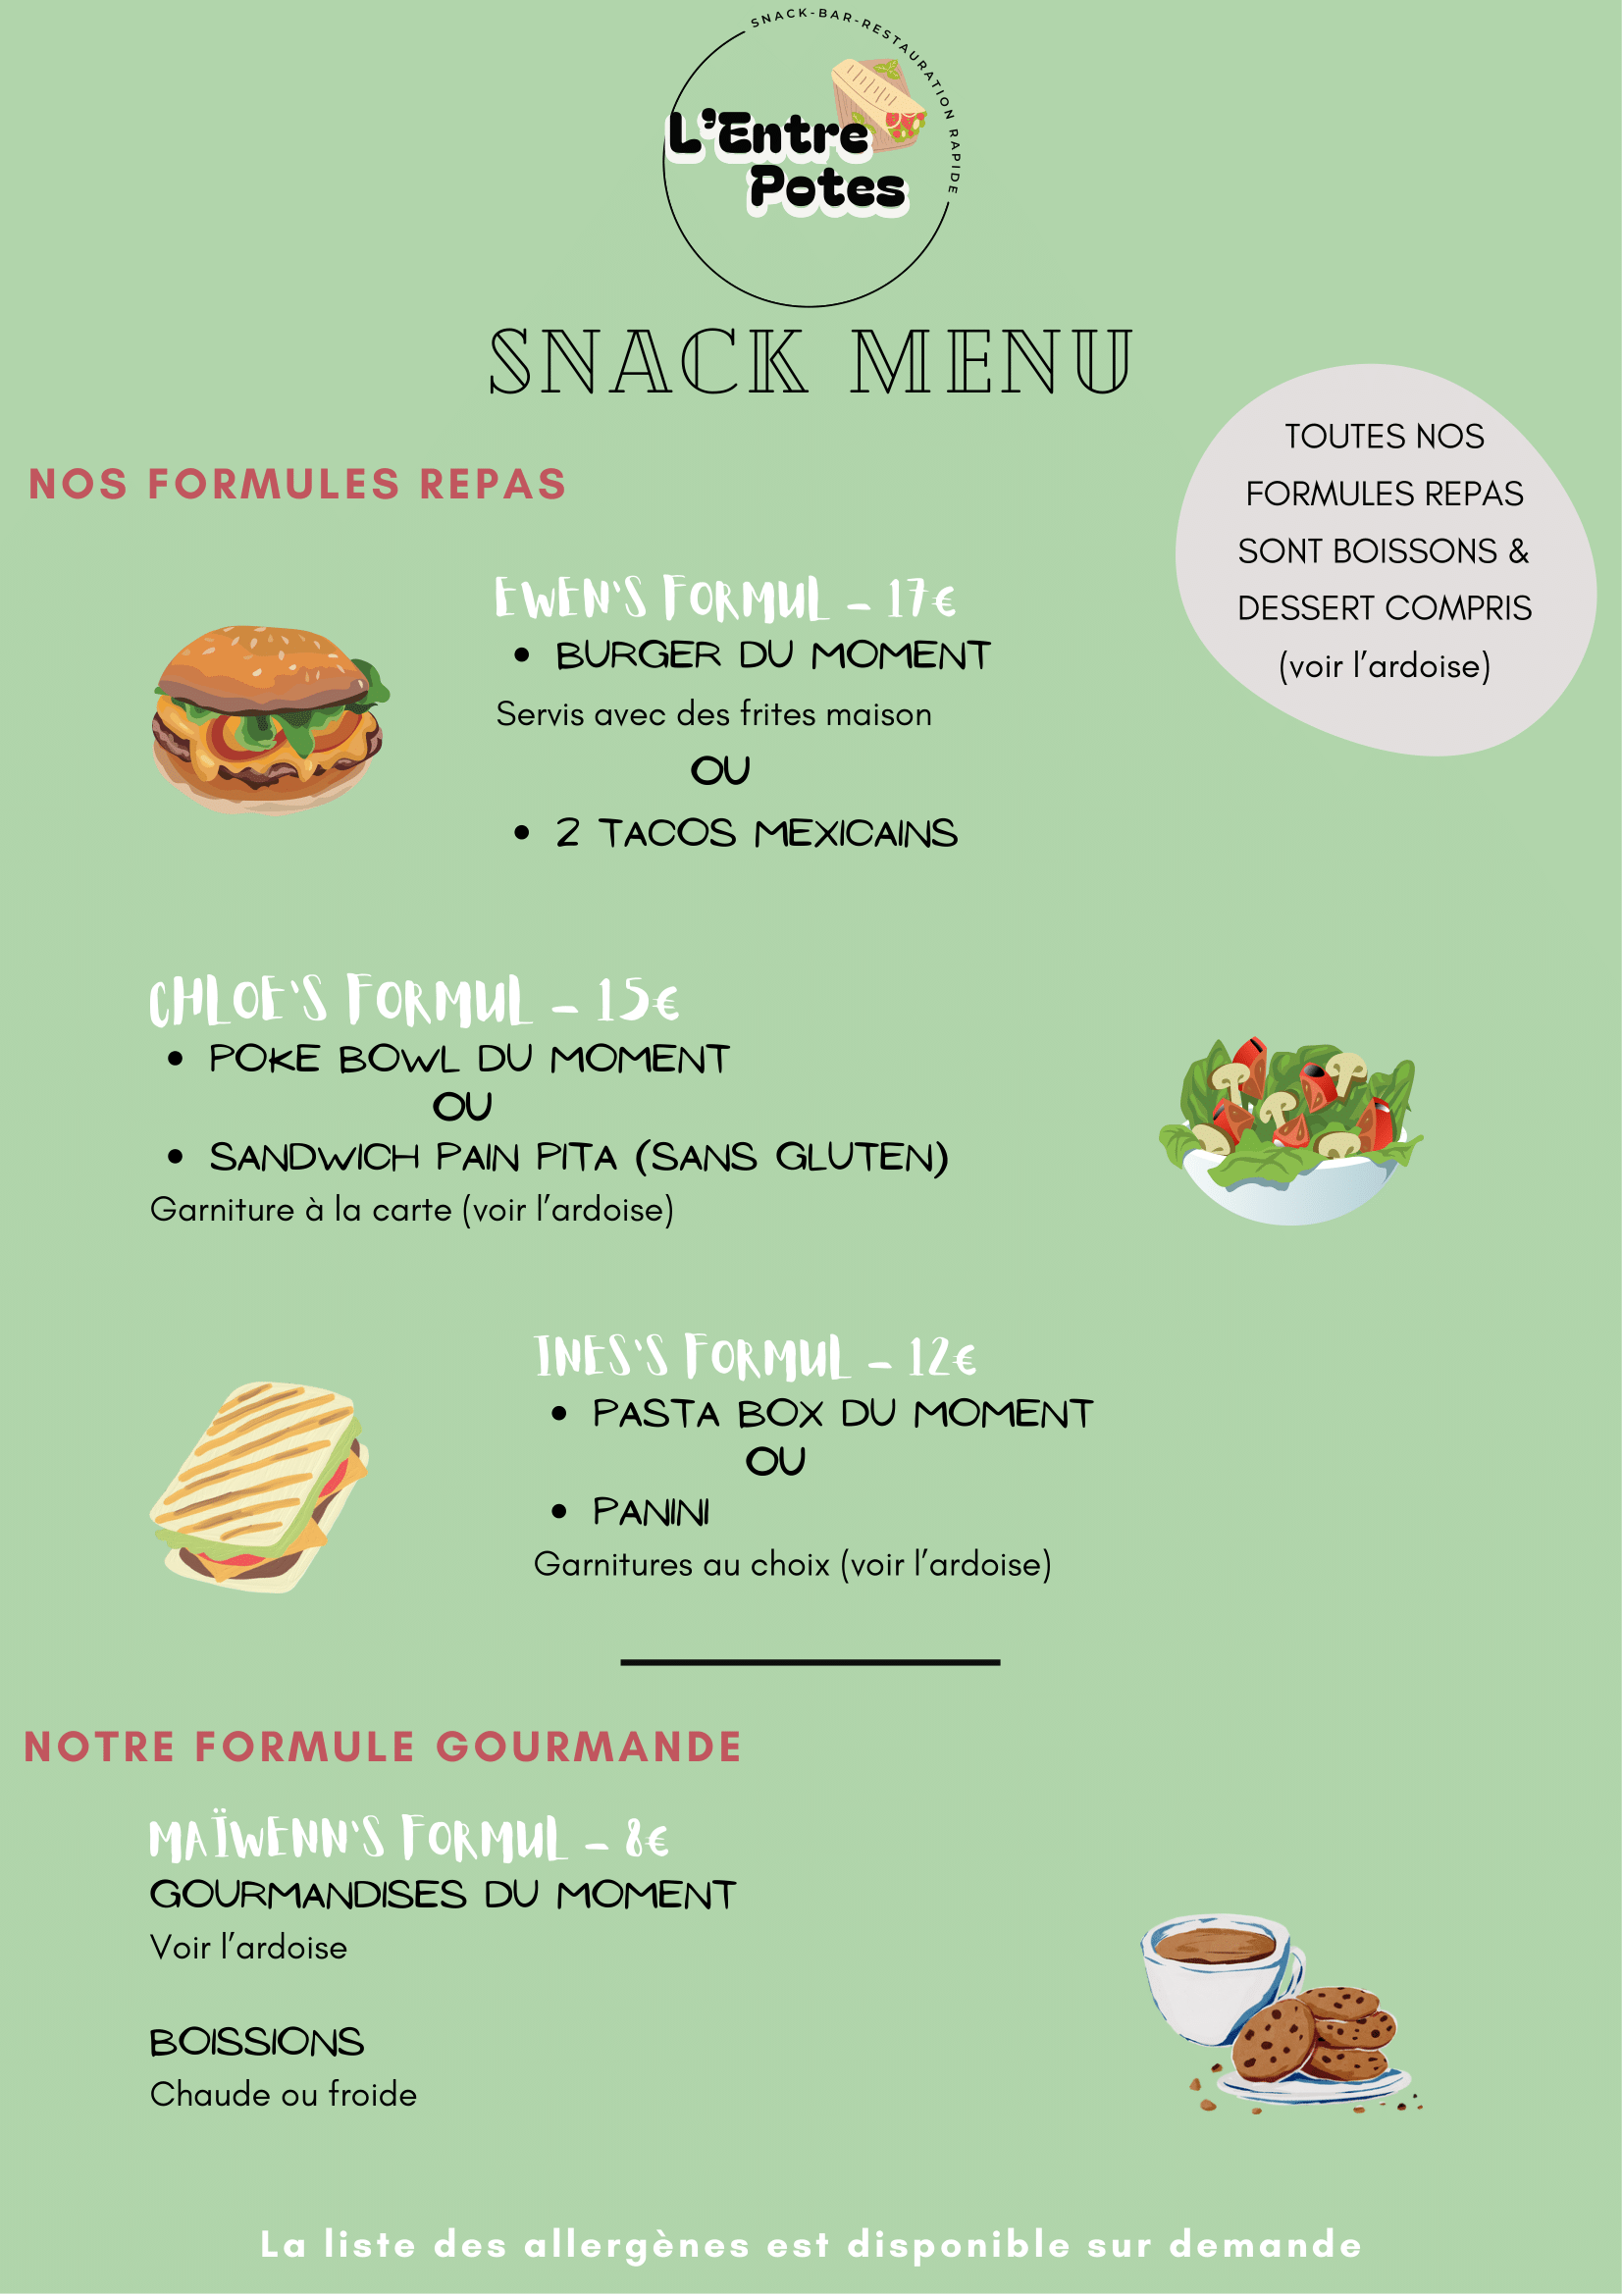 SNACK-BAR-RESTAURATION RAPIDE
L'Entre
Potes
SNACK MENU
TOUTES NOS
FORMULES REPAS
SONT BOISSONS &
DESSERT COMPRIS
(voir l'ardoise)
NOS FORMULES REPAS
EWEN'S FORMUL - 17€
• BURGER DU MOMENT
Servis avec des frites maison
OU
• 2 TACOS MEXICAINS
CHLOE'S FORMUL - 15€
• POKE BOWL DU MOMENT
OU
• SANDWICH PAIN PITA (SANS GLUTEN)
Garniture à la carte (voir l'ardoise)
INES'S FORMUL - 12€
• PASTA BOX DU MOMENT
OU
• PANINI
Garnitures au choix (voir l'ardoise)
NOTRE FORMULE GOURMANDE
MAÏWENN'S FORMUL - 8€
GOURMANDISES DU MOMENT
Voir l'ardoise
BOISSIONS
Chaude ou froide
La liste des allergènes est disponible sur demande